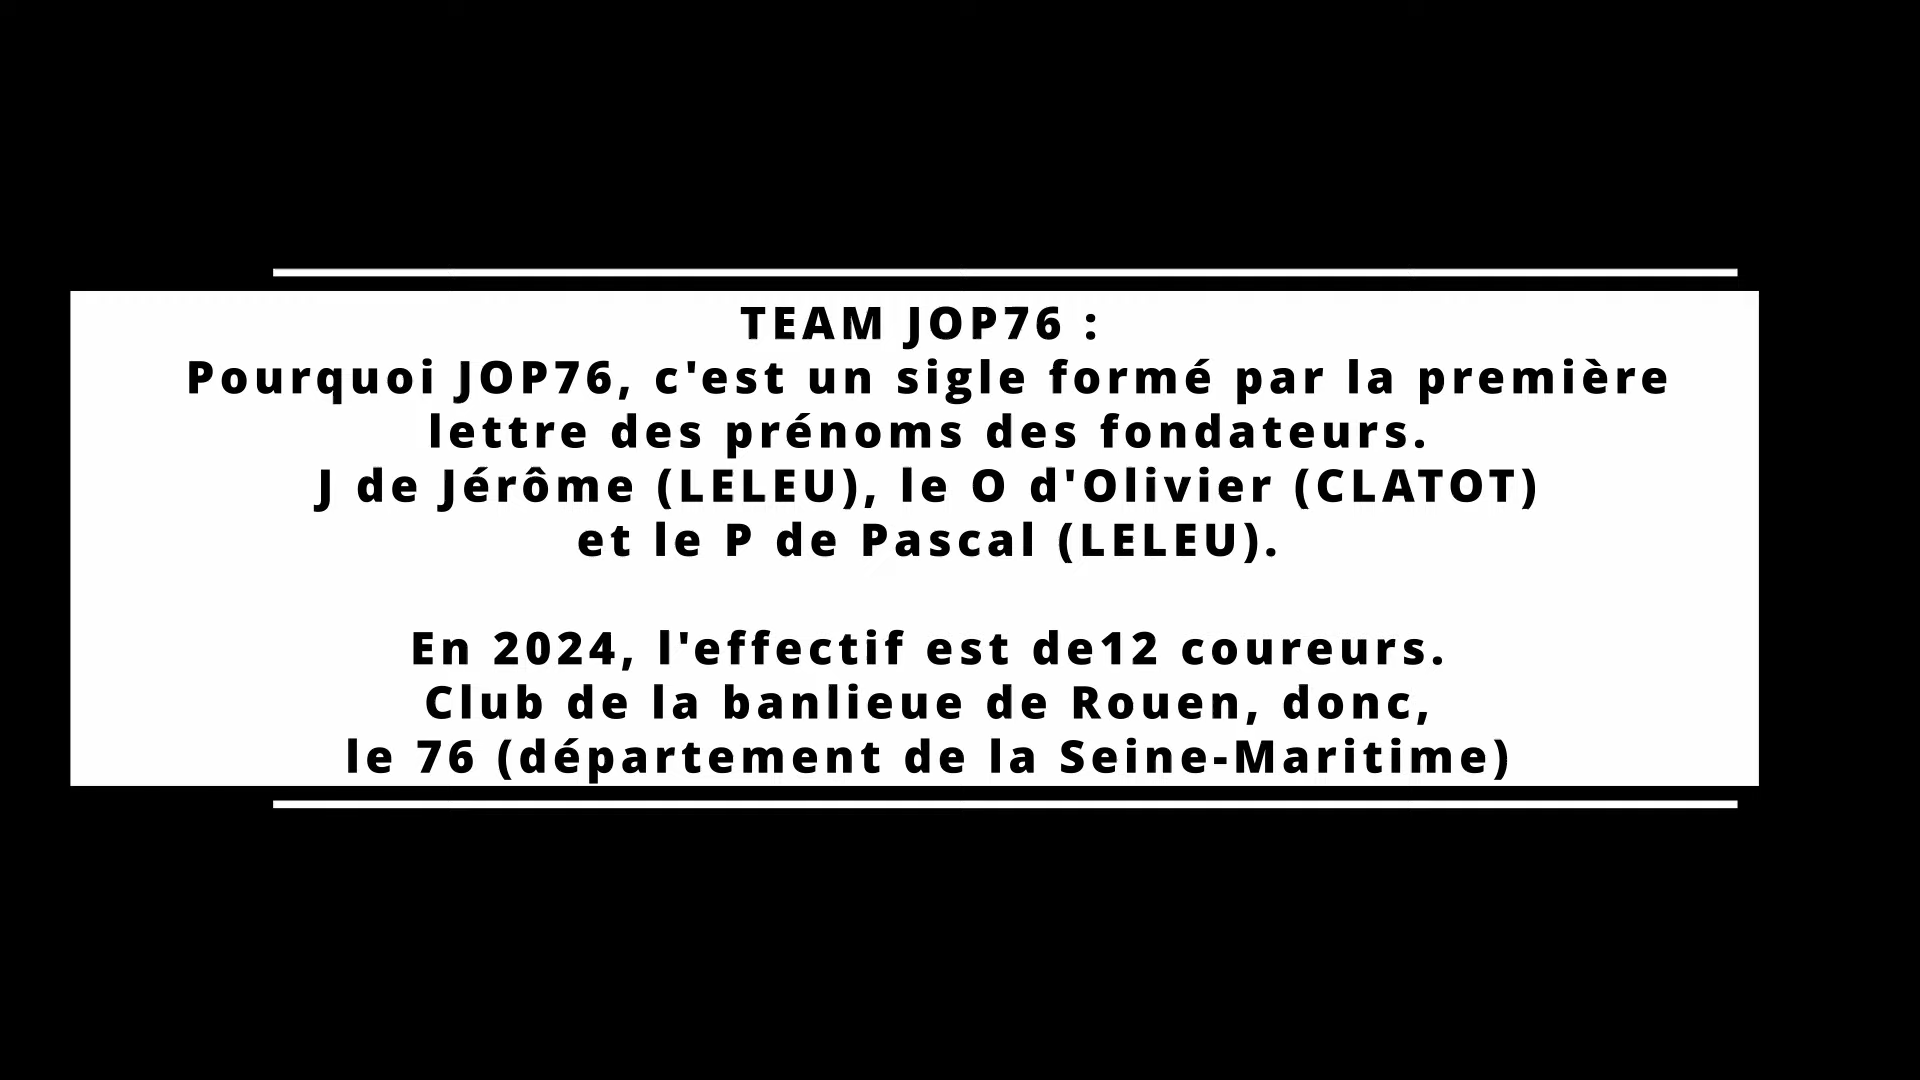 TEAM JOP76 :
Pourquoi JOP76, c'est un sigle formé par la première
lettre des prénoms des fondateurs.
J de Jérôme (LELEU), le O d'Olivier (CLATOT)
et le P de Pascal (LELEU).
En 2024, l'effectif est de12 coureurs.
Club de la banlieue de Rouen, donc,
le 76 (département de la Seine-Maritime)